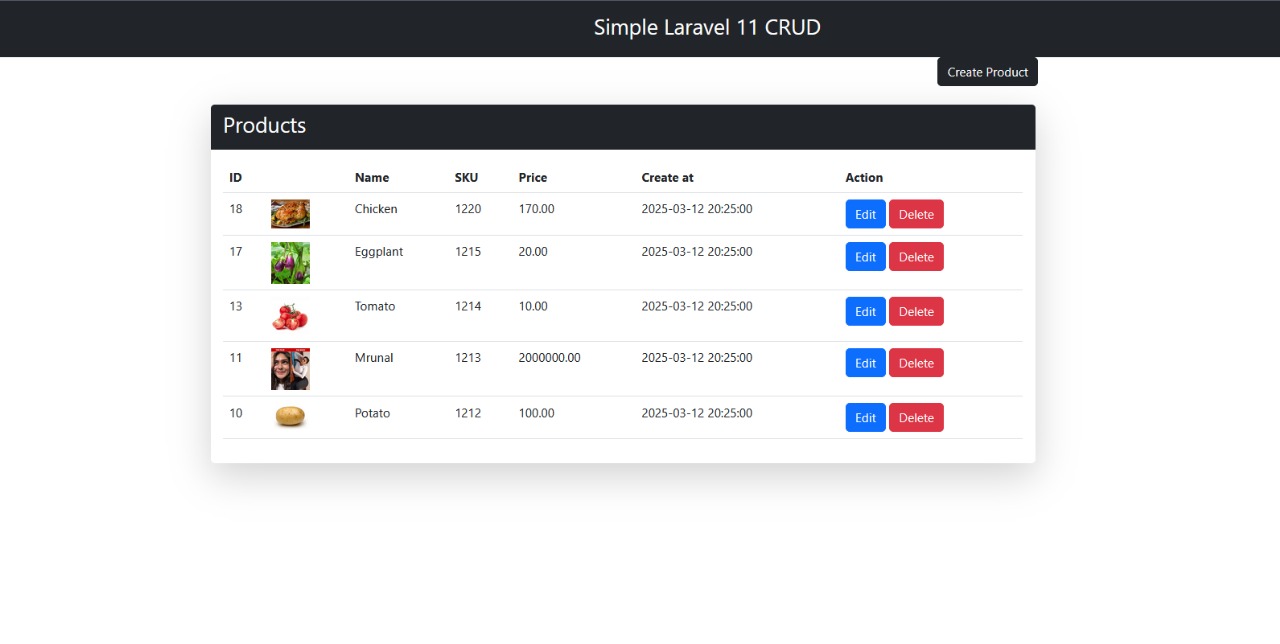 Simple Laravel 11 CRUD
Create Product
Products
ID Name SKU Price Create at Action
18 Chicken 1220 170.00 2025-03-12 20:25:00 Edit Delete
17 Eggplant 1215 20.00 2025-03-12 20:25:00 Edit Delete
13 Tomato 1214 10.00 2025-03-12 20:25:00 Edit Delete
11 Mrunal 1213 2000000.00 2025-03-12 20:25:00 Edit Delete
10 Potato 1212 100.00 2025-03-12 20:25:00 Edit Delete